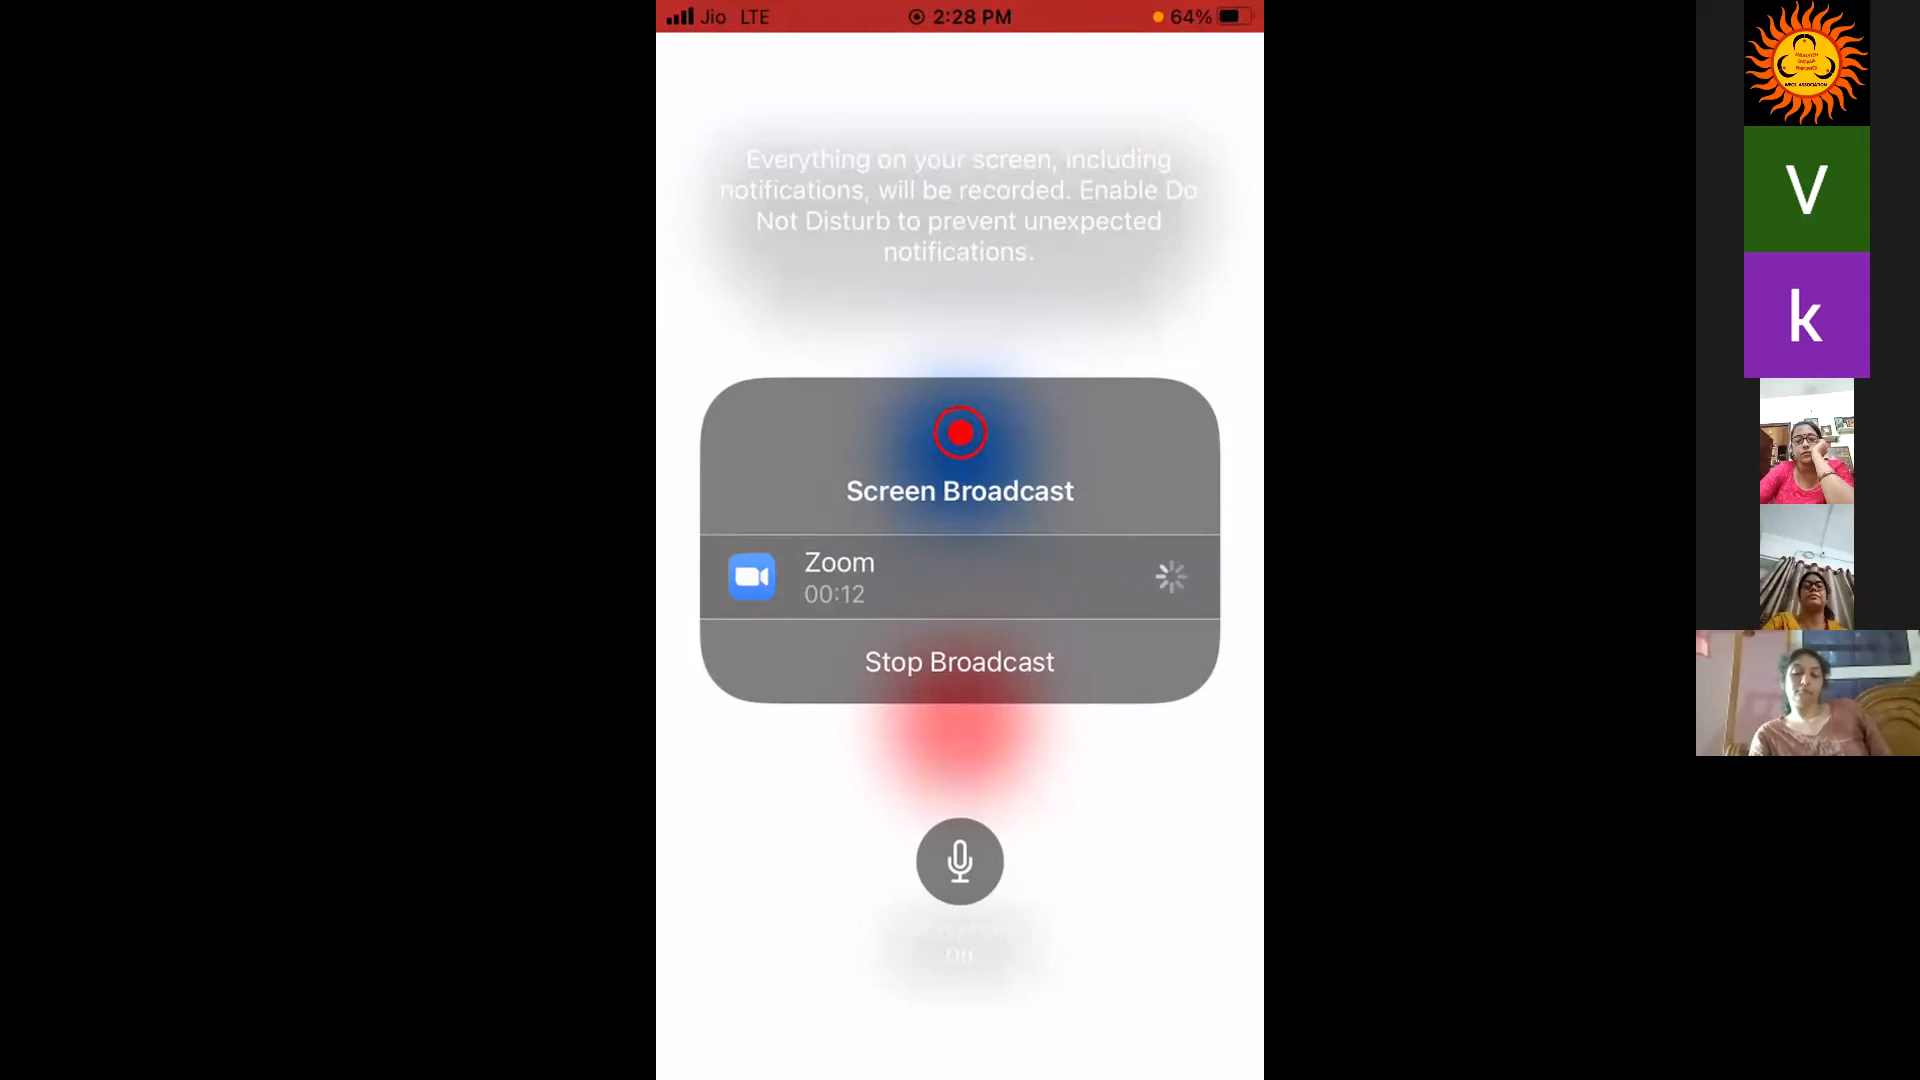 Jio LTE 2:28 PM 64%
Everything on your screen, including
notifications, will be recorded. Enable Do
Not Disturb to prevent unexpected
notifications.
Screen Broadcast
Zoom
00:12
Stop Broadcast
Off
V
k